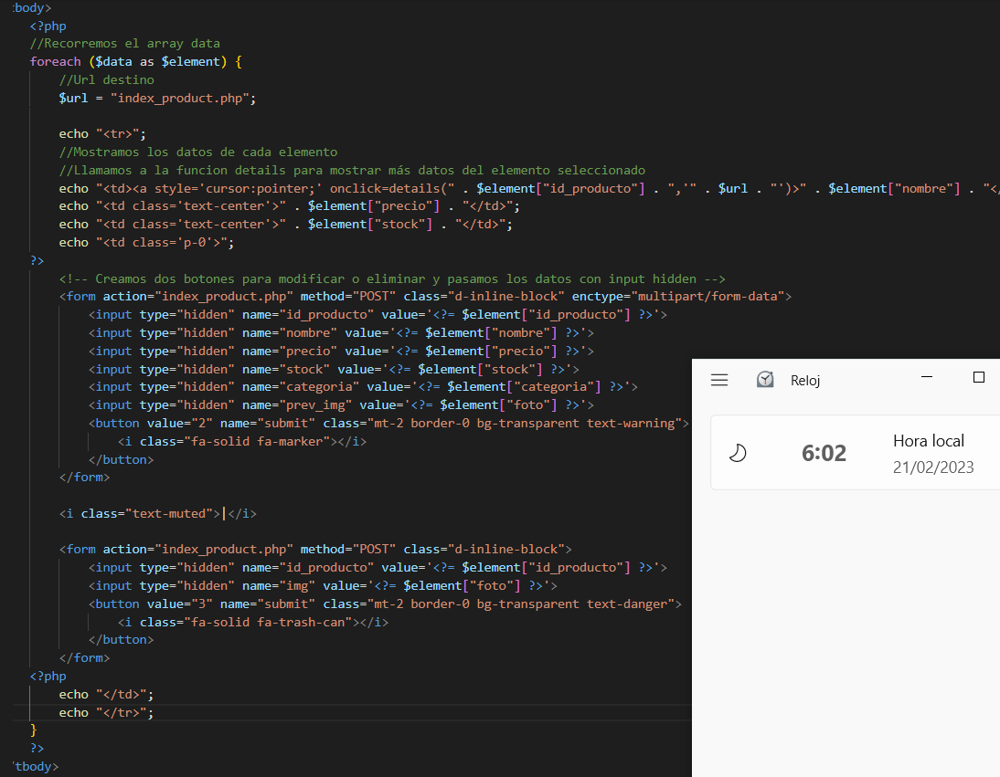 :body>
<?php
//Recorremos el array data
foreach ($data as $element) {
//Url destino
$url = "index_product.php";
echo "<tr>";
//Mostramos los datos de cada elemento
//Llamamos a la funcion details para mostrar más datos del elemento seleccionado
echo "<td><a style='cursor:pointer;' onclick=details(" . $element["id_producto"] . ",'" . $url . "')>" . $element["nombre"] . "</
echo "<td class='text-center'>" . $element["precio"] . "</td>";
echo "<td class='text-center'>" . $element["stock"] . "</td>";
echo "<td class='p-0'>";
?>
<!-- Creamos dos botones para modificar o eliminar y pasamos los datos con input hidden -->
<form action="index_product.php" method="POST" class="d-inline-block" enctype="multipart/form-data">
<input type="hidden" name="id_producto" value='<?= $element["id_producto"] ?>'>
<input type="hidden" name="nombre" value='<?= $element["nombre"] ?>'>
<input type="hidden" name="precio" value='<?= $element["precio"] ?>'>
<input type="hidden" name="stock" value='<?= $element["stock"] ?>'>
<input type="hidden" name="categoria" value='<?= $element["categoria"] ?>'>
<input type="hidden" name="prev_img" value='<?= $element["foto"] ?>'>
<button value="2" name="submit" class="mt-2 border-0 bg-transparent text-warning">
<i class="fa-solid fa-marker"></i>
</button>
</form>
<i class="text-muted">|</i>
<form action="index_product.php" method="POST" class="d-inline-block">
<input type="hidden" name="id_producto" value='<?= $element["id_producto"] ?>'>
<input type="hidden" name="img" value='<?= $element["foto"] ?>'>
<button value="3" name="submit" class="mt-2 border-0 bg-transparent text-danger">
<i class="fa-solid fa-trash-can"></i>
</button>
</form>
<?php
echo "</td>";
echo "</tr>";
}
?>
'tbody>
Reloj
6:02
Hora local
21/02/2023